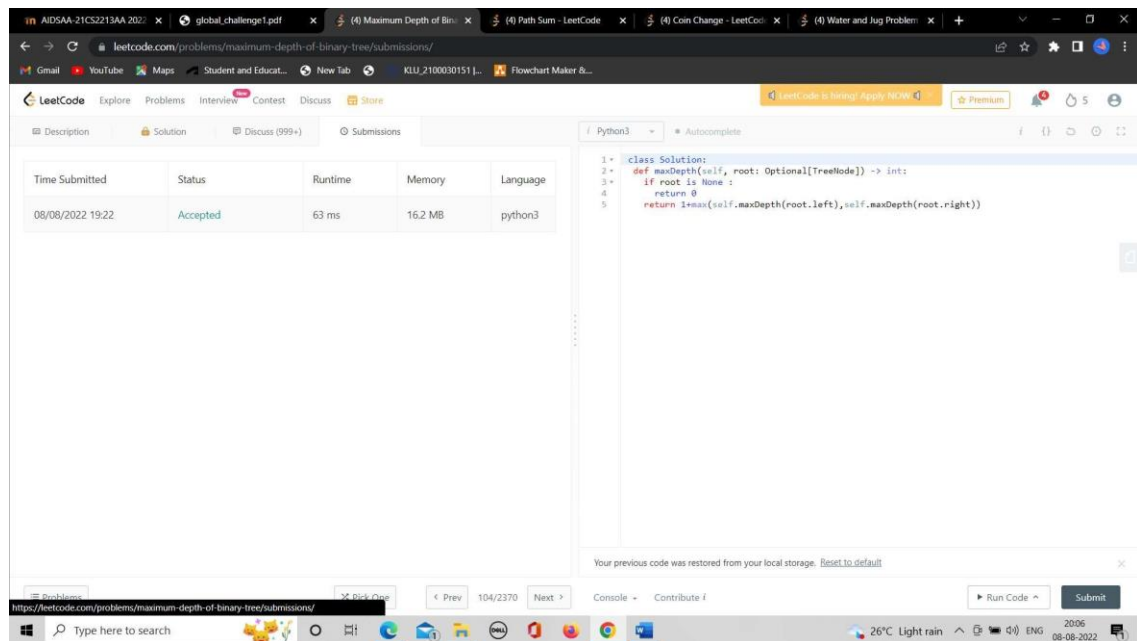 AIDSAA-21CS2213AA 2022
global_challenge1.pdf
(4) Maximum Depth of Bina
(4) Path Sum - LeetCode
(4) Coin Change - LeetCod
(4) Water and Jug Problem
leetcode.com/problems/maximum-depth-of-binary-tree/submissions/
Gmail YouTube Maps Student and Educat... New Tab KLU_2100030151 |... Flowchart Maker &...
LeetCode Explore Problems Interview New Contest Discuss Store
LeetCode is hiring! Apply NOW
Premium 4 5
Description Solution Discuss (999+) Submissions
Python3 Autocomplete
Time Submitted Status Runtime Memory Language
08/08/2022 19:22 Accepted 63 ms 16.2 MB python3
1 class Solution:
2 def maxDepth(self, root: Optional[TreeNode]) -> int:
3 if root is None :
4 return 0
5 return 1+max(self.maxDepth(root.left),self.maxDepth(root.right))
Your previous code was restored from your local storage. Reset to default
Problems Pick One Prev 104/2370 Next Console Contribute i Run Code Submit
https://leetcode.com/problems/maximum-depth-of-binary-tree/submissions/
Type here to search DELL 26°C Light rain ENG 20:06
08-08-2022